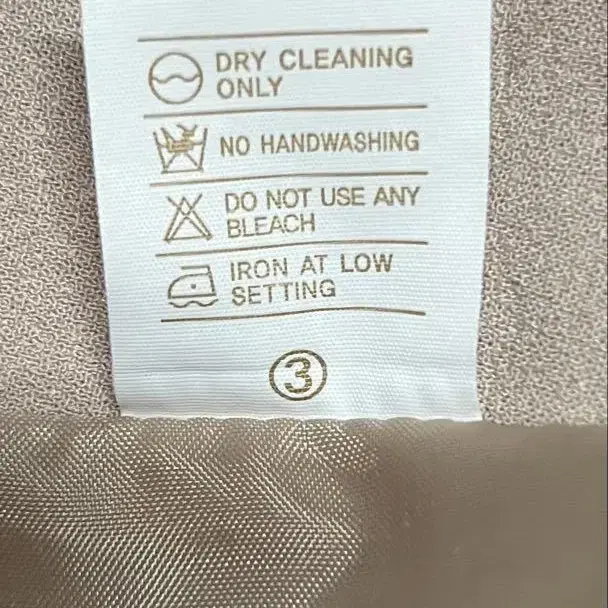 DRY CLEANING
ONLY
NO HANDWASHING
DO NOT USE ANY
BLEACH
IRON AT LOW
SETTING
3